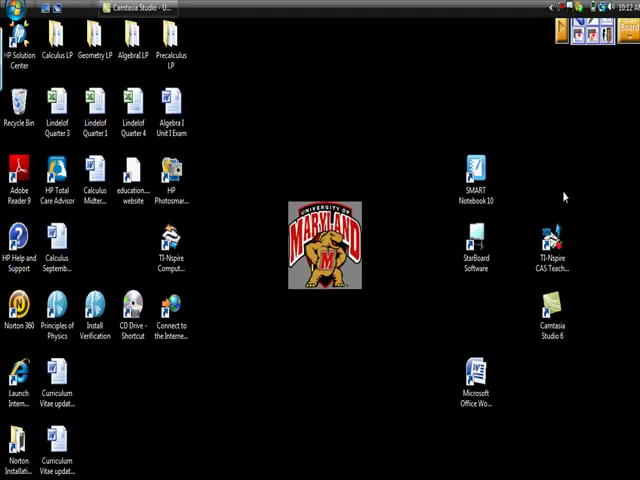 Camtasia Studio - U...
10:12 A
HP Solution
Center
Calculus LP
Geometry LP
Algebra LP
Precalculus
LP
Recycle Bin
Lindelof
Quarter 3
Lindelof
Quarter 1
Lindelof
Quarter 4
Algebra I
Unit I Exam
Adobe
Reader 9
HP Total
Care Advisor
Calculus
Midter...
education....
website
HP
Photosmar...
SMART
Notebook 10
HP Help and
Support
Calculus
Septemb...
TI-Nspire
Comput...
UNIVERSITY OF
MARYLAND
M
StarBoard
Software
TI-Nspire
CAS Teach...
Norton 360
Principles of
Physics
Install
Verification
CD Drive -
Shortcut
Connect to
the Interne...
Camtasia
Studio 6
Launch
Intern...
Curriculum
Vitae updat...
Microsoft
Office Wo...
Norton
Installati...
Curriculum
Vitae updat...